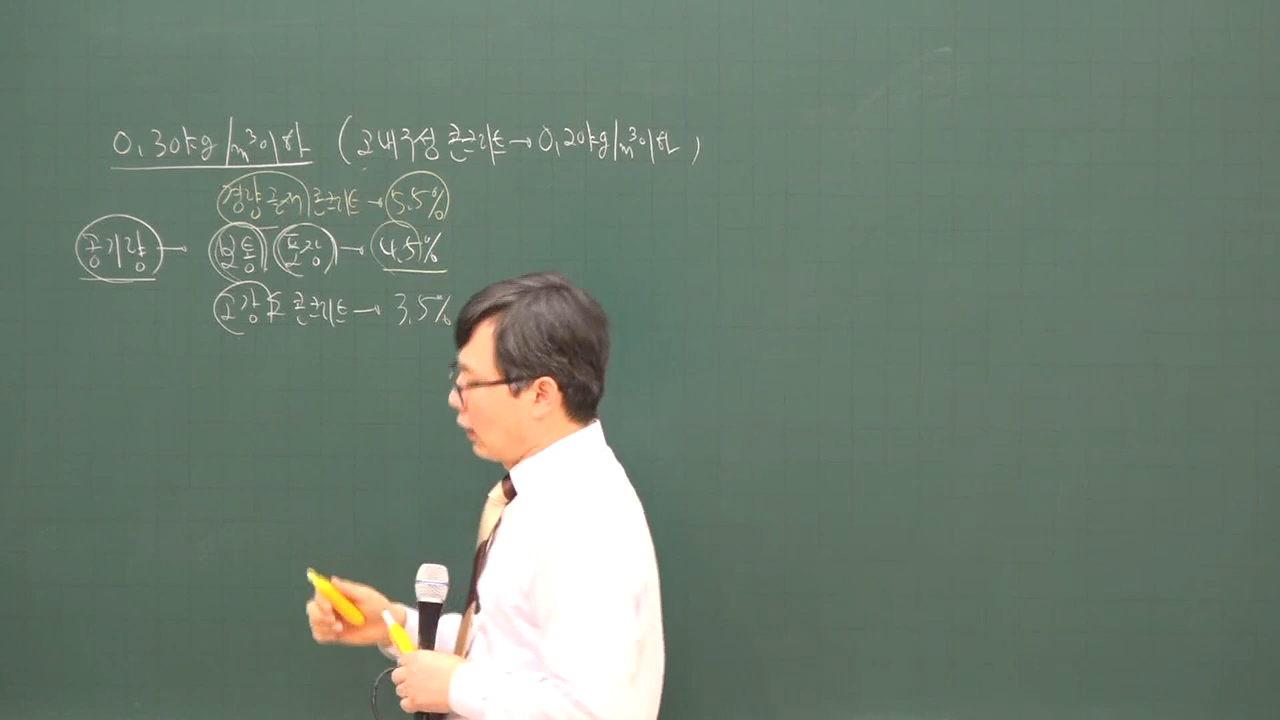 0.30kg/m³이하 (고내구성 콘크리트→0.20kg/m³이하)
경량골재콘크리트→5.5%
공기량→ 보통 포장→4.5%
고강도 콘크리트→3.5%